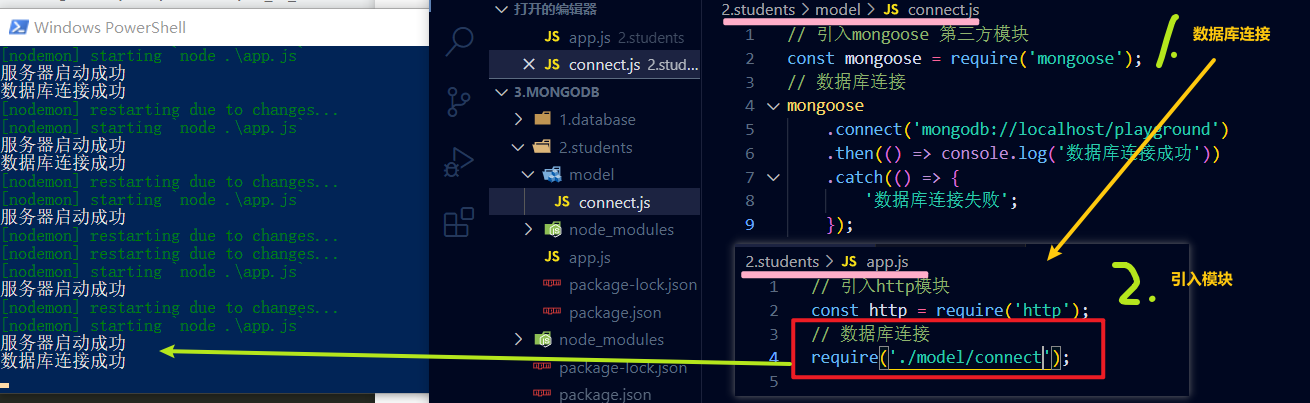 Windows PowerShell
[nodemon] starting `node .\app.js`
服务器启动成功
数据库连接成功
[nodemon] restarting due to changes...
[nodemon] starting `node .\app.js`
服务器启动成功
数据库连接成功
[nodemon] restarting due to changes...
[nodemon] starting `node .\app.js`
服务器启动成功
[nodemon] restarting due to changes...
[nodemon] restarting due to changes...
[nodemon] starting `node .\app.js`
服务器启动成功
[nodemon] restarting due to changes...
[nodemon] starting `node .\app.js`
服务器启动成功
数据库连接成功
打开的编辑器
JS app.js 2.students
JS connect.js 2.stud...
3.MONGODB
1.database
2.students
model
JS connect.js
node_modules
JS app.js
package-lock.json
package.json
node_modules
package-lock.json
package.json
2.students > model > JS connect.js
1 // 引入mongoose 第三方模块
2 const mongoose = require('mongoose');
3 // 数据库连接
4 mongoose
5 .connect('mongodb://localhost/playground')
6 .then(() => console.log('数据库连接成功'))
7 .catch(() => {
8 '数据库连接失败';
9 });
1.
数据库连接
2.students > JS app.js
1 // 引入http模块
2 const http = require('http');
3 // 数据库连接
4 require('./model/connect');
5
2.
引入模块